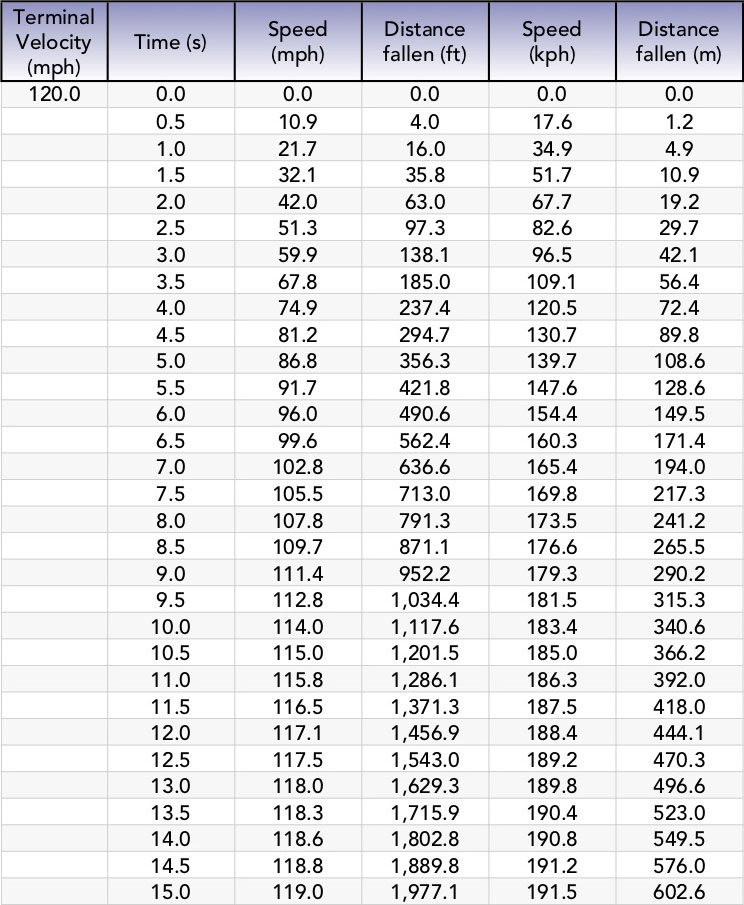 Terminal Velocity (mph) Time (s) Speed (mph) Distance fallen (ft) Speed (kph) Distance fallen (m)
120.0 0.0 0.0 0.0 0.0 0.0
0.5 10.9 4.0 17.6 1.2
1.0 21.7 16.0 34.9 4.9
1.5 32.1 35.8 51.7 10.9
2.0 42.0 63.0 67.7 19.2
2.5 51.3 97.3 82.6 29.7
3.0 59.9 138.1 96.5 42.1
3.5 67.8 185.0 109.1 56.4
4.0 74.9 237.4 120.5 72.4
4.5 81.2 294.7 130.7 89.8
5.0 86.8 356.3 139.7 108.6
5.5 91.7 421.8 147.6 128.6
6.0 96.0 490.6 154.4 149.5
6.5 99.6 562.4 160.3 171.4
7.0 102.8 636.6 165.4 194.0
7.5 105.5 713.0 169.8 217.3
8.0 107.8 791.3 173.5 241.2
8.5 109.7 871.1 176.6 265.5
9.0 111.4 952.2 179.3 290.2
9.5 112.8 1,034.4 181.5 315.3
10.0 114.0 1,117.6 183.4 340.6
10.5 115.0 1,201.5 185.0 366.2
11.0 115.8 1,286.1 186.3 392.0
11.5 116.5 1,371.3 187.5 418.0
12.0 117.1 1,456.9 188.4 444.1
12.5 117.5 1,543.0 189.2 470.3
13.0 118.0 1,629.3 189.8 496.6
13.5 118.3 1,715.9 190.4 523.0
14.0 118.6 1,802.8 190.8 549.5
14.5 118.8 1,889.8 191.2 576.0
15.0 119.0 1,977.1 191.5 602.6